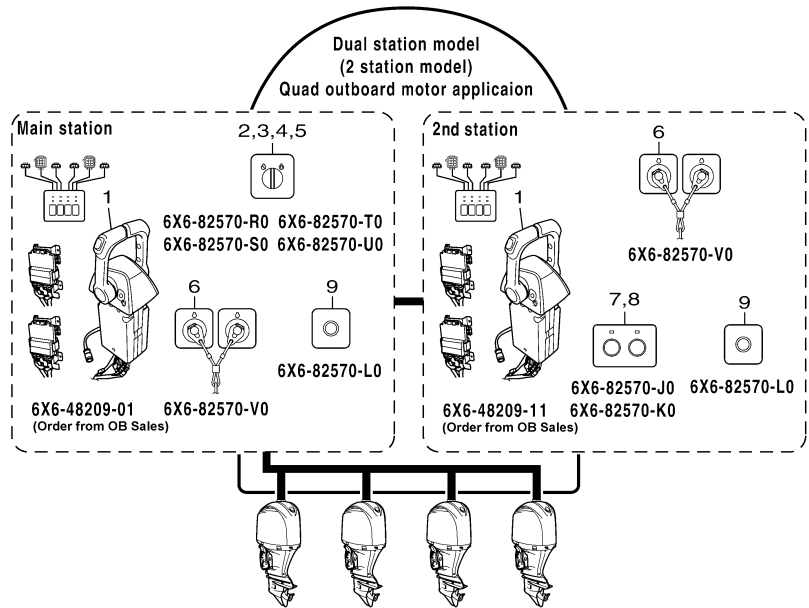 Dual station model
(2 station model)
Quad outboard motor applicaion
Main station
2,3,4,5
1
6X6-82570-R0 6X6-82570-T0
6X6-82570-S0 6X6-82570-U0
6
9
6X6-82570-L0
6X6-48209-01
(Order from OB Sales)
6X6-82570-V0
2nd station
6
1
6X6-82570-V0
7,8
9
6X6-82570-J0
6X6-82570-K0
6X6-82570-L0
6X6-48209-11
(Order from OB Sales)